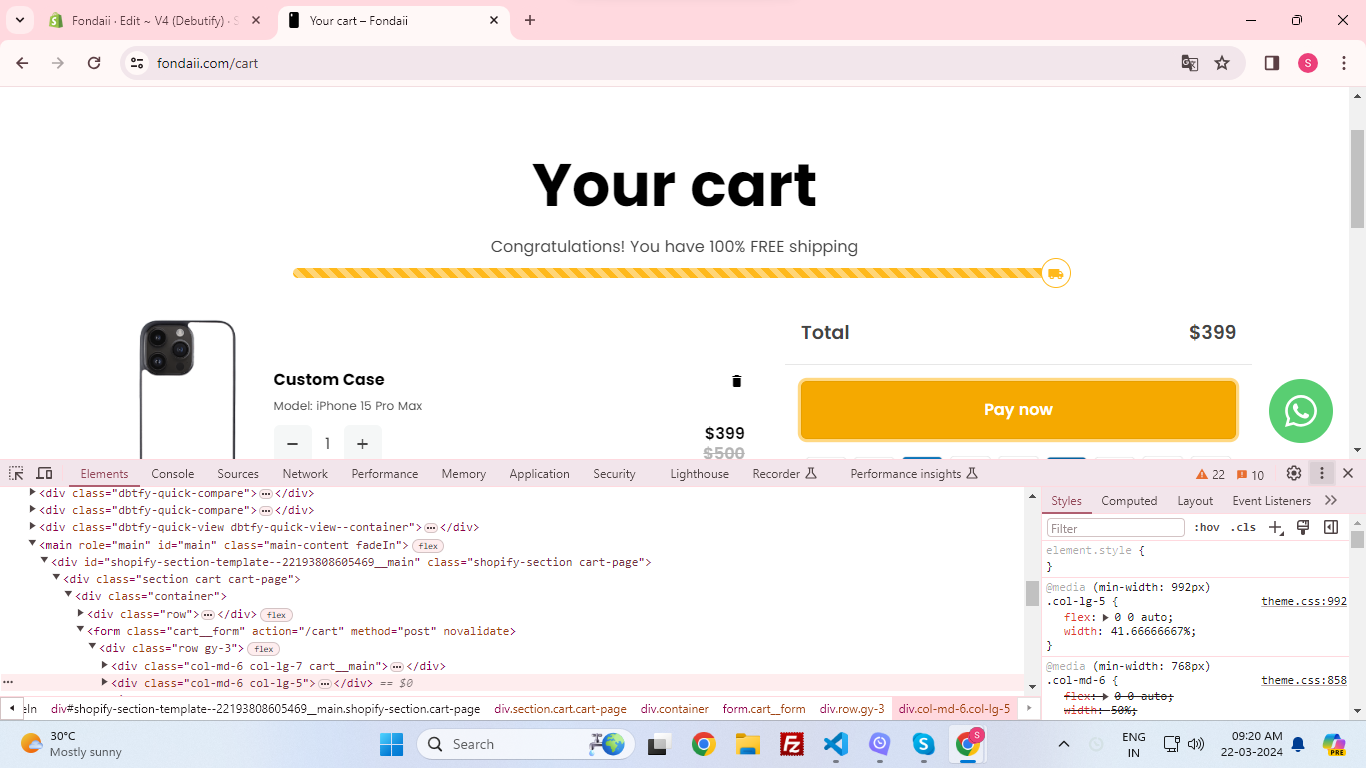 Fondaii · Edit ~ V4 (Debutify) · S
Your cart – Fondaii
fondaii.com/cart
S
Your cart
Congratulations! You have 100% FREE shipping
Total $399
Custom Case
Model: iPhone 15 Pro Max
− 1 +
$399
$500
Pay now
Elements Console Sources Network Performance Memory Application Security Lighthouse Recorder Performance insights 22 10
<div class="dbtfy-quick-compare"> … </div>
<div class="dbtfy-quick-compare"> … </div>
<div class="dbtfy-quick-view dbtfy-quick-view--container"> … </div>
<main role="main" id="main" class="main-content fadeIn"> flex
<div id="shopify-section-template--22193808605469__main" class="shopify-section cart-page">
<div class="section cart cart-page">
<div class="container">
<div class="row"> … </div> flex
<form class="cart__form" action="/cart" method="post" novalidate>
<div class="row gy-3"> flex
<div class="col-md-6 col-lg-7 cart__main"> … </div>
… <div class="col-md-6 col-lg-5"> … </div> == $0
eIn div#shopify-section-template--22193808605469__main.shopify-section.cart-page div.section.cart.cart-page div.container form.cart__form div.row.gy-3 div.col-md-6.col-lg-5
Styles Computed Layout Event Listeners
Filter :hov .cls
element.style {
}
@media (min-width: 992px)
.col-lg-5 { theme.css:992
flex: 0 0 auto;
width: 41.66666667%;
}
@media (min-width: 768px)
.col-md-6 { theme.css:858
flex: 0 0 auto;
width: 50%;
30°C
Mostly sunny
Search
S
ENG
IN
09:20 AM
22-03-2024
PRE